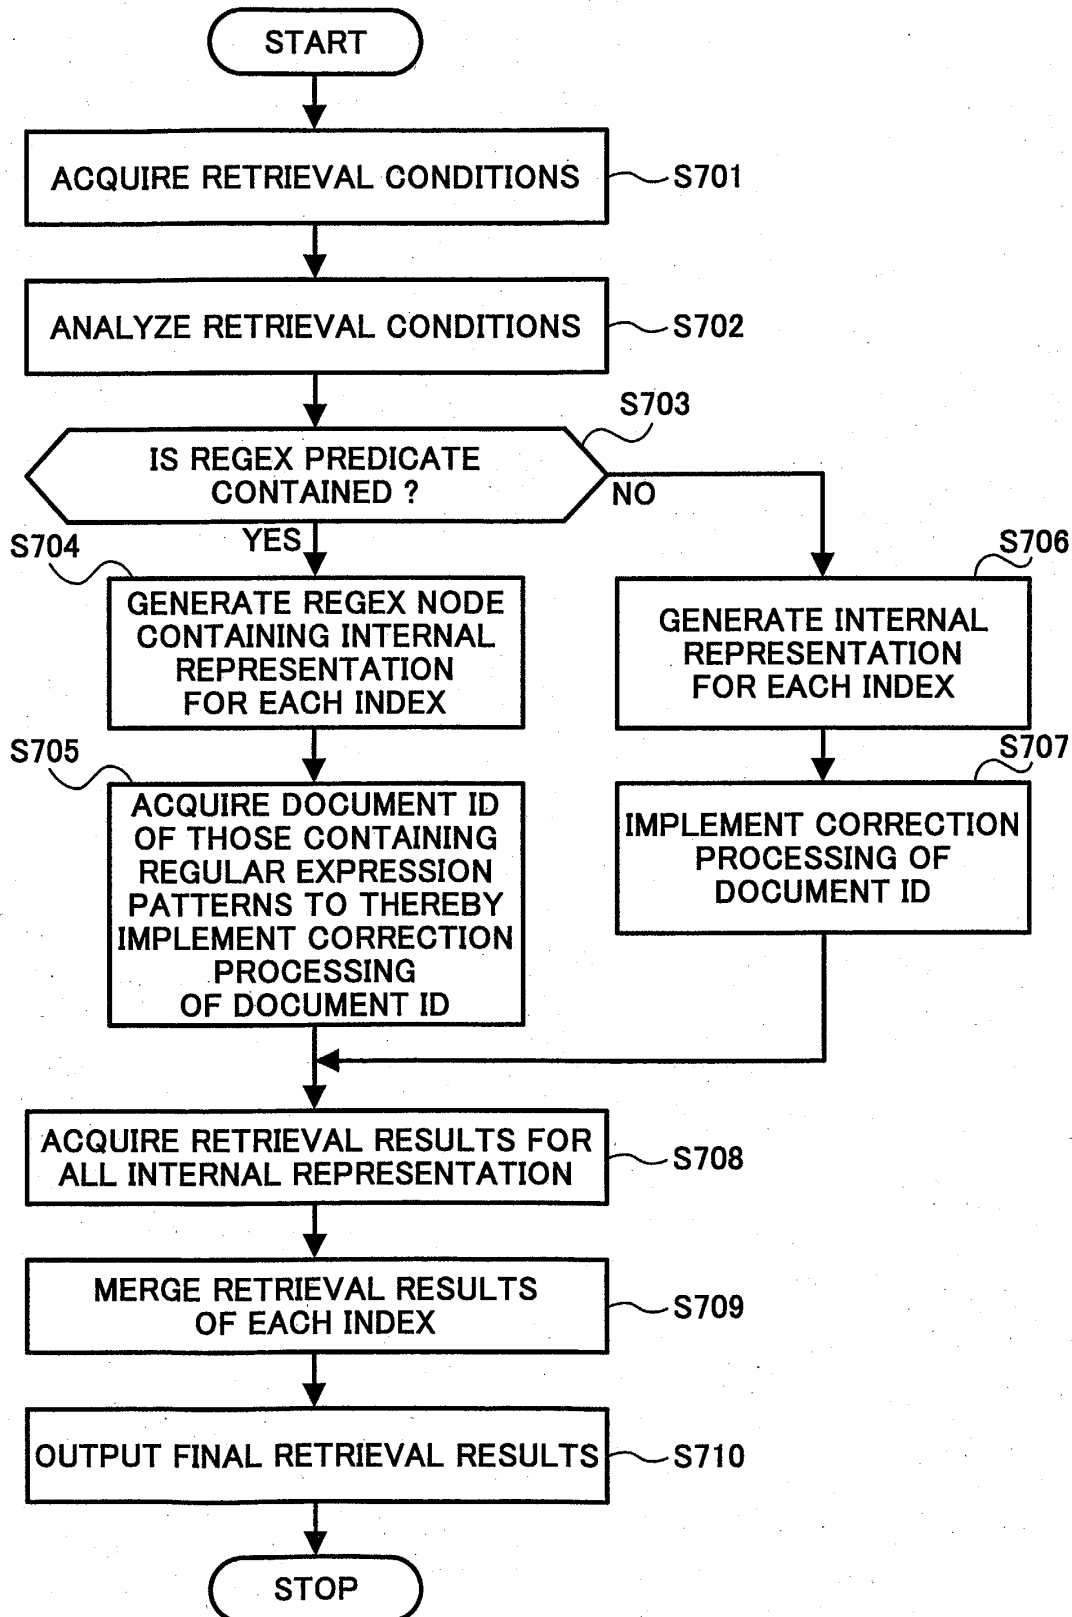 START
ACQUIRE RETRIEVAL CONDITIONS
S701
ANALYZE RETRIEVAL CONDITIONS
S702
S703
IS REGEX PREDICATE
CONTAINED ?
NO
YES
S704
GENERATE REGEX NODE
CONTAINING INTERNAL
REPRESENTATION
FOR EACH INDEX
S706
GENERATE INTERNAL
REPRESENTATION
FOR EACH INDEX
S705
ACQUIRE DOCUMENT ID
OF THOSE CONTAINING
REGULAR EXPRESSION
PATTERNS TO THEREBY
IMPLEMENT CORRECTION
PROCESSING
OF DOCUMENT ID
S707
IMPLEMENT CORRECTION
PROCESSING OF
DOCUMENT ID
ACQUIRE RETRIEVAL RESULTS FOR
ALL INTERNAL REPRESENTATION
S708
MERGE RETRIEVAL RESULTS
OF EACH INDEX
S709
OUTPUT FINAL RETRIEVAL RESULTS
S710
STOP